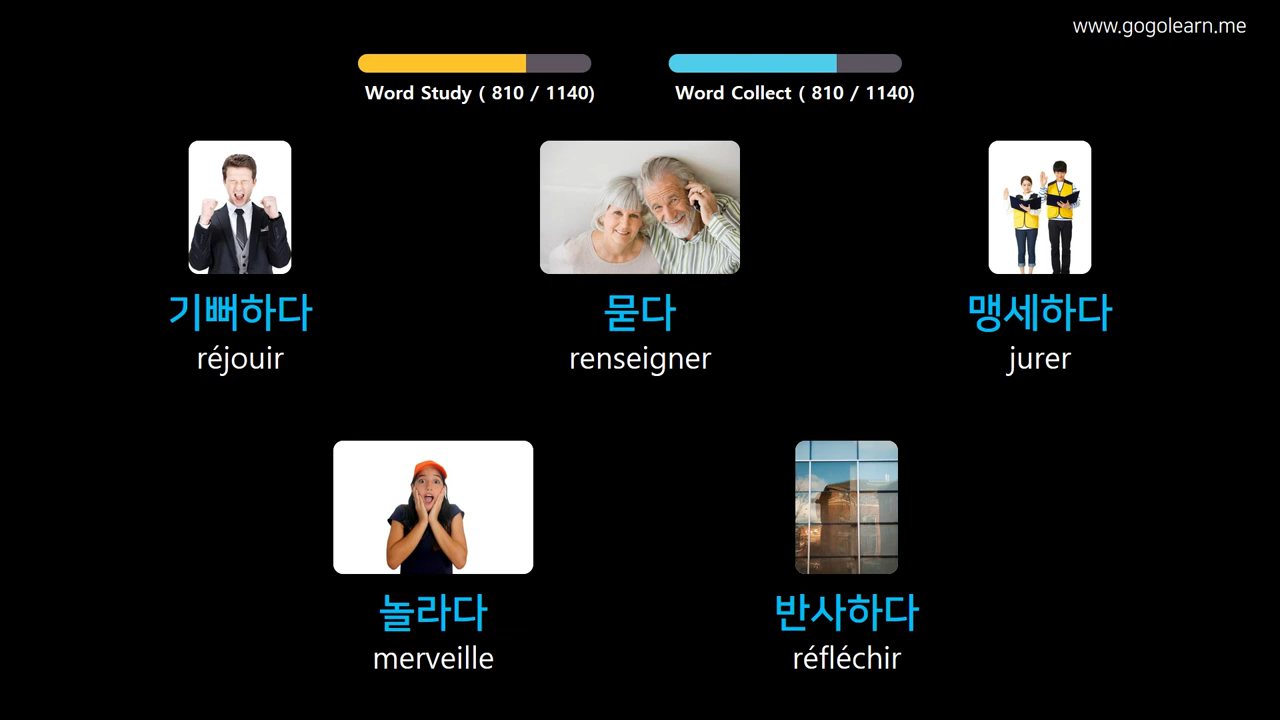 www.gogolearn.me
Word Study ( 810 / 1140)
Word Collect ( 810 / 1140)
기뻐하다
réjouir
묻다
renseigner
맹세하다
jurer
놀라다
merveille
반사하다
réfléchir